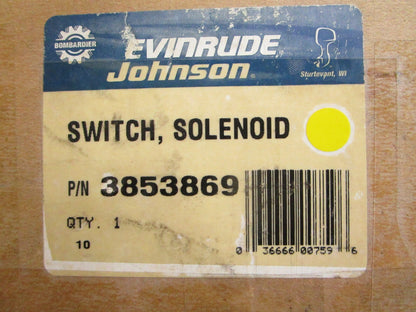 BOMBARDIER
EVINRUDE
Johnson®
Sturtevant, WI
SWITCH, SOLENOID
P/N 3853869
QTY. 1
10
0 36666 00759 6